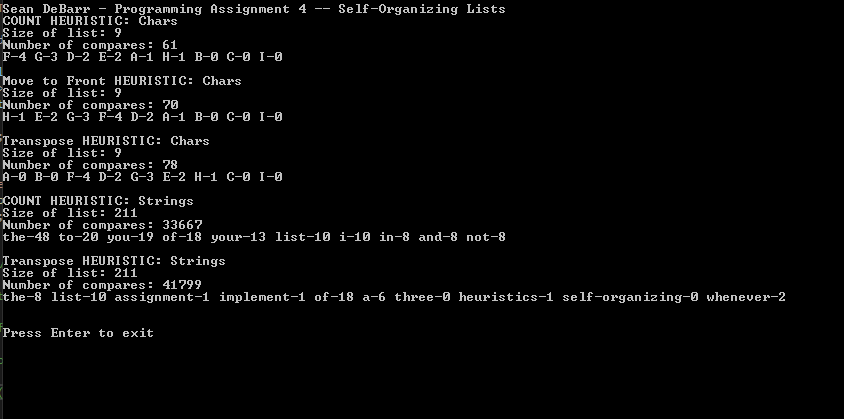 Sean DeBarr - Programming Assignment 4 -- Self-Organizing Lists
COUNT HEURISTIC: Chars
Size of list: 9
Number of compares: 61
F-4 G-3 D-2 E-2 A-1 H-1 B-0 C-0 I-0
Move to Front HEURISTIC: Chars
Size of list: 9
Number of compares: 70
H-1 E-2 G-3 F-4 D-2 A-1 B-0 C-0 I-0
Transpose HEURISTIC: Chars
Size of list: 9
Number of compares: 78
A-0 B-0 F-4 D-2 G-3 E-2 H-1 C-0 I-0
COUNT HEURISTIC: Strings
Size of list: 211
Number of compares: 33667
the-48 to-20 you-19 of-18 your-13 list-10 i-10 in-8 and-8 not-8
Transpose HEURISTIC: Strings
Size of list: 211
Number of compares: 41799
the-8 list-10 assignment-1 implement-1 of-18 a-6 three-0 heuristics-1 self-organizing-0 whenever-2
Press Enter to exit